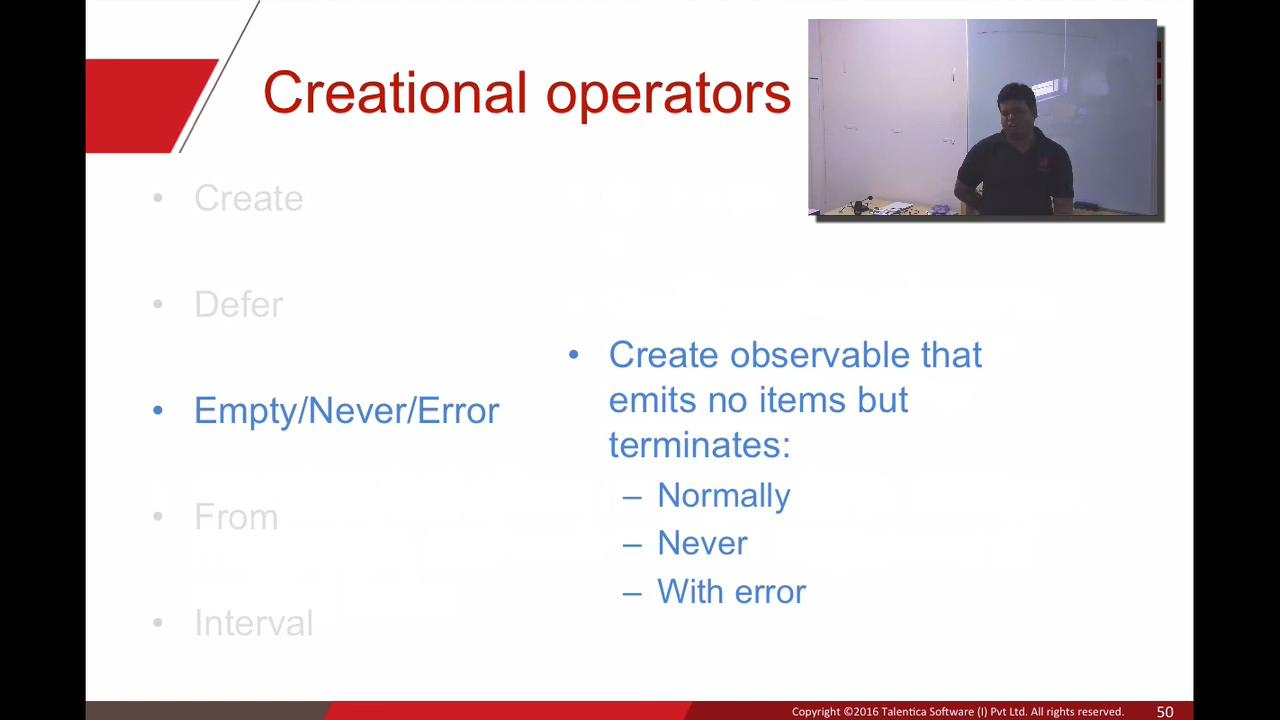 Creational operators
• Create
• Defer
• Empty/Never/Error
• From
• Interval
• Create observable that
emits no items but
terminates:
– Normally
– Never
– With error
Copyright ©2016 Talentica Software (I) Pvt Ltd. All rights reserved.
50